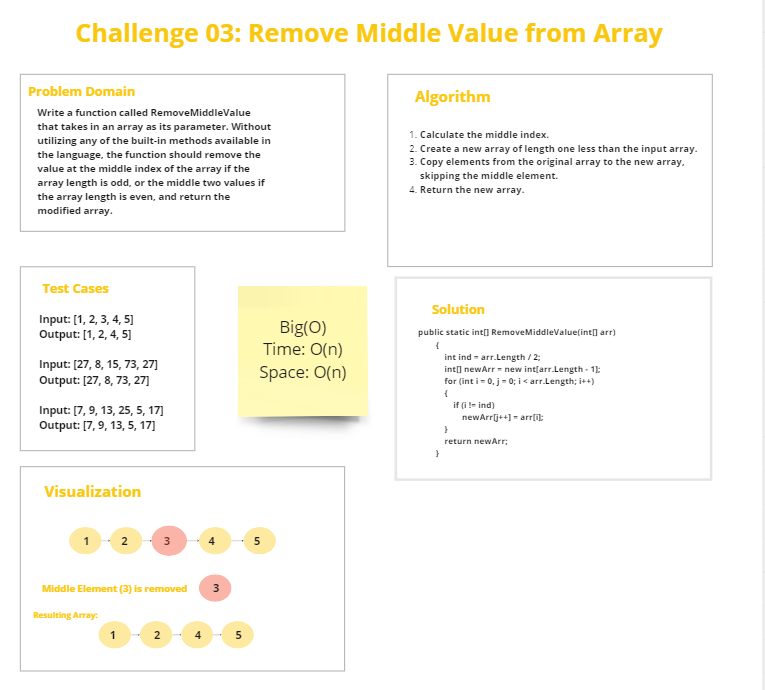 Challenge 03: Remove Middle Value from Array
Problem Domain
Write a function called RemoveMiddleValue
that takes in an array as its parameter. Without
utilizing any of the built-in methods available in
the language, the function should remove the
value at the middle index of the array if the
array length is odd, or the middle two values if
the array length is even, and return the
modified array.
Algorithm
1. Calculate the middle index.
2. Create a new array of length one less than the input array.
3. Copy elements from the original array to the new array,
skipping the middle element.
4. Return the new array.
Test Cases
Input: [1, 2, 3, 4, 5]
Output: [1, 2, 4, 5]
Input: [27, 8, 15, 73, 27]
Output: [27, 8, 73, 27]
Input: [7, 9, 13, 25, 5, 17]
Output: [7, 9, 13, 5, 17]
Big(O)
Time: O(n)
Space: O(n)
Solution
public static int[] RemoveMiddleValue(int[] arr)
{
int ind = arr.Length / 2;
int[] newArr = new int[arr.Length - 1];
for (int i = 0, j = 0; i < arr.Length; i++)
{
if (i != ind)
newArr[j++] = arr[i];
}
return newArr;
}
Visualization
1 2 3 4 5
Middle Element (3) is removed 3
Resulting Array:
1 2 4 5